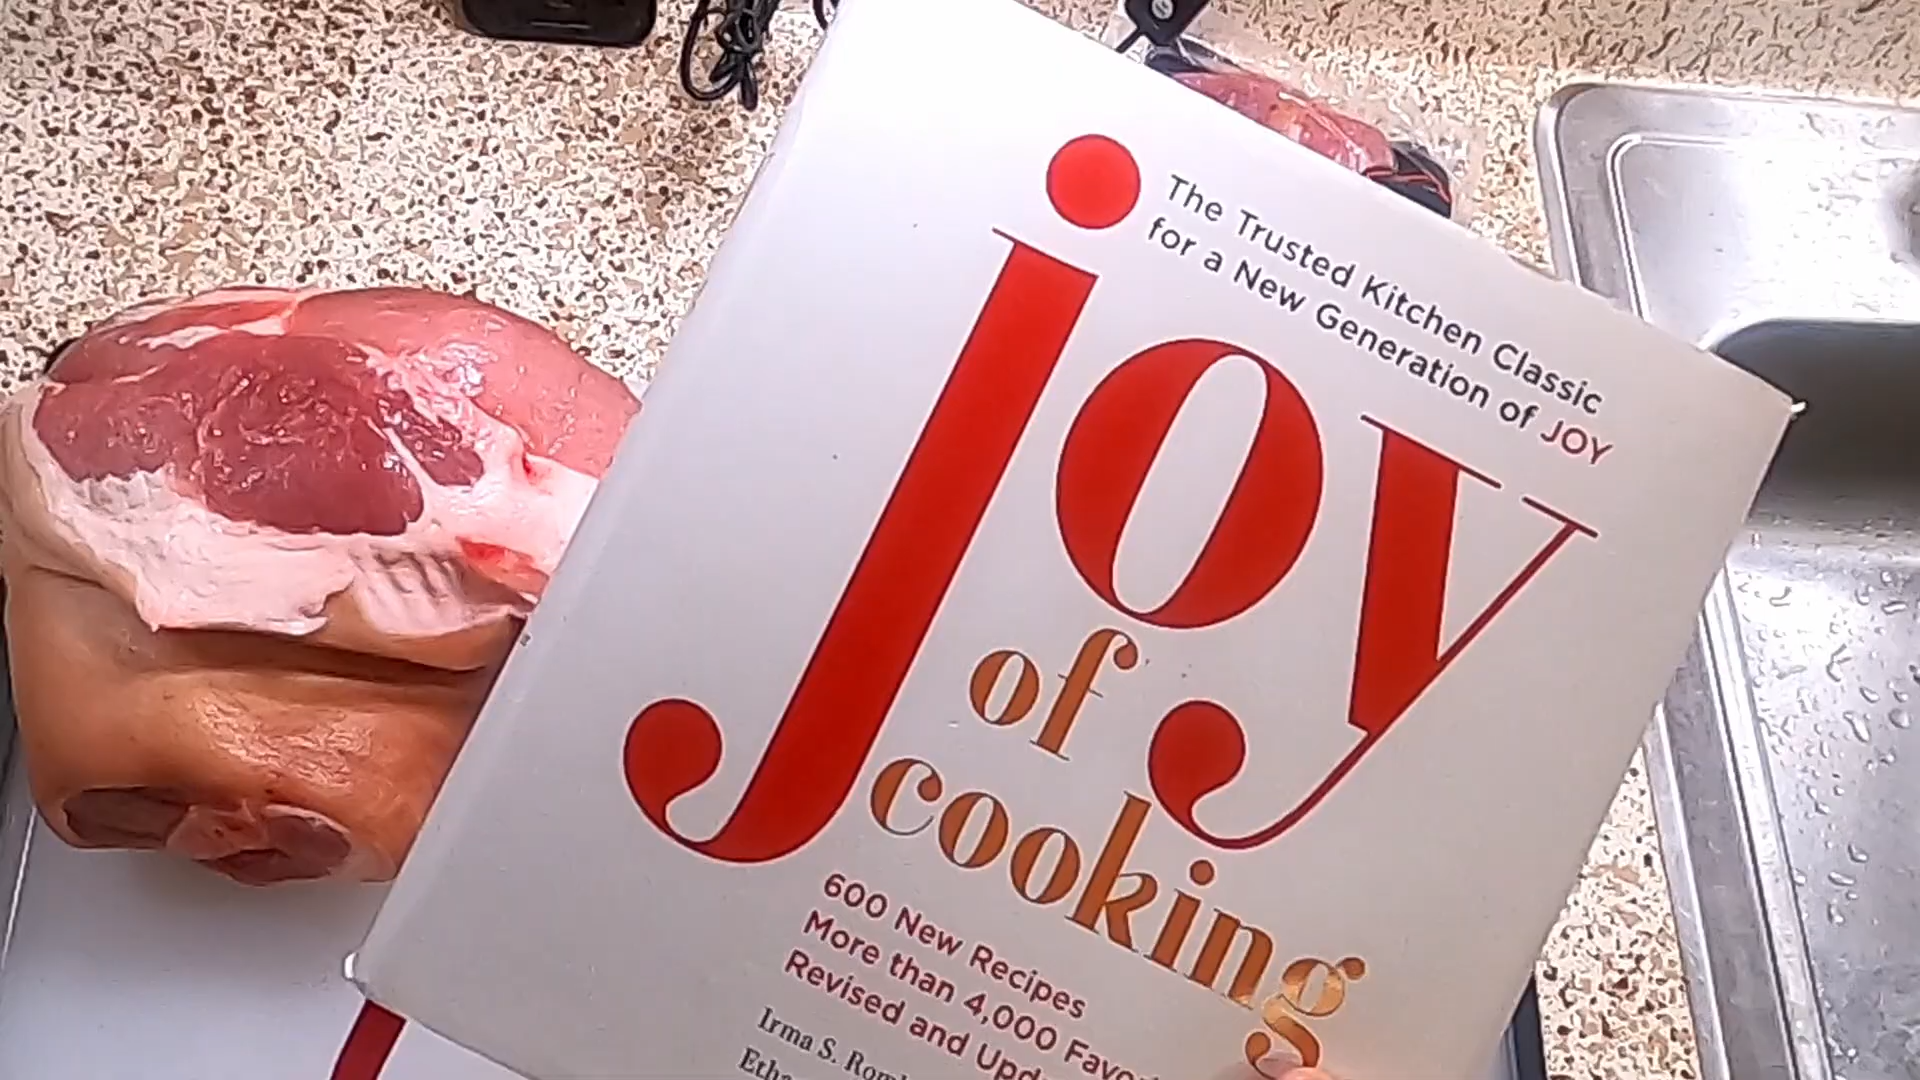 The Trusted Kitchen Classic
for a New Generation of JOY
joy
of
cooking
600 New Recipes
More than 4,000
Revised and
Irma S.